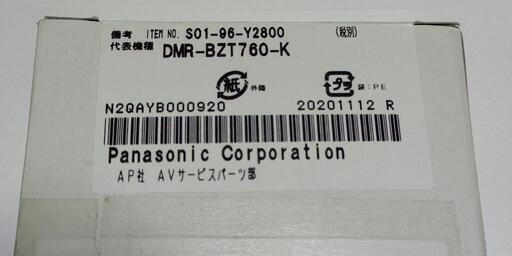 備考 ITEM NO. S01-96-Y2800 (税別)
代表機種 DMR-BZT760-K
紙 外箱 プラ 袋:PE
N2QAYB000920 20201112 R
Panasonic Corporation
AP社 AVサービスパーツ部